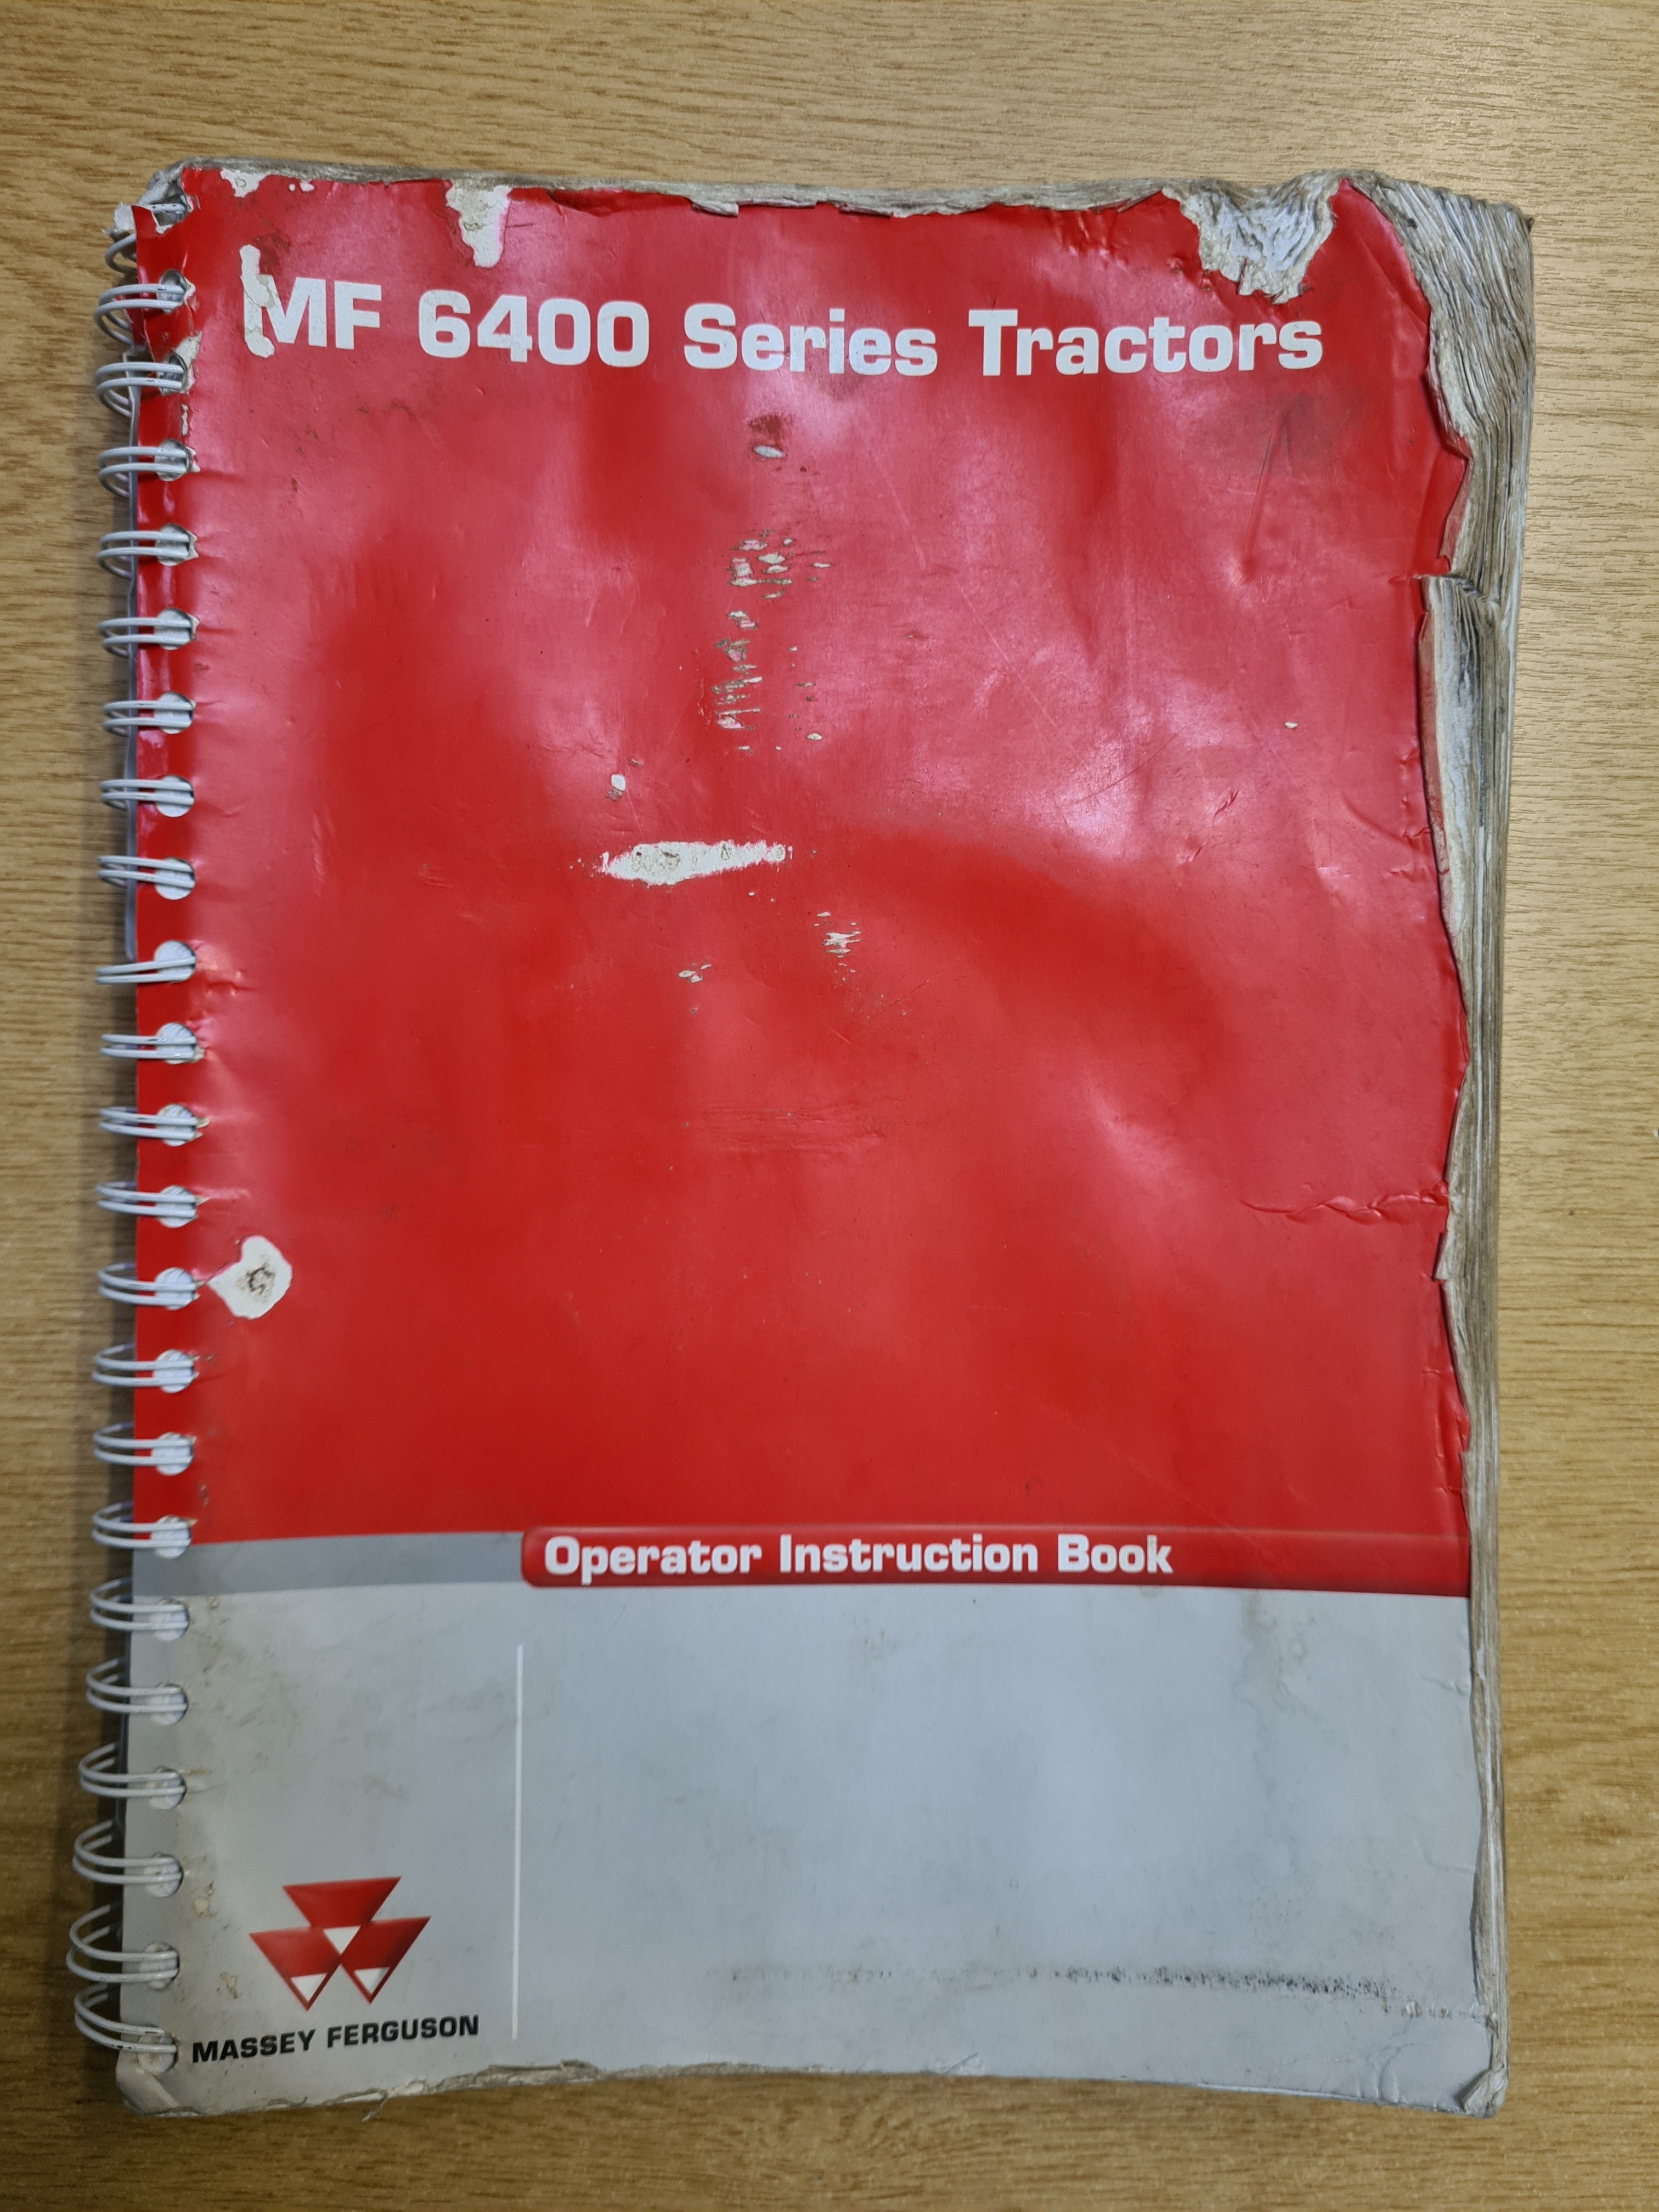 MF 6400 Series Tractors
Operator Instruction Book
MASSEY FERGUSON